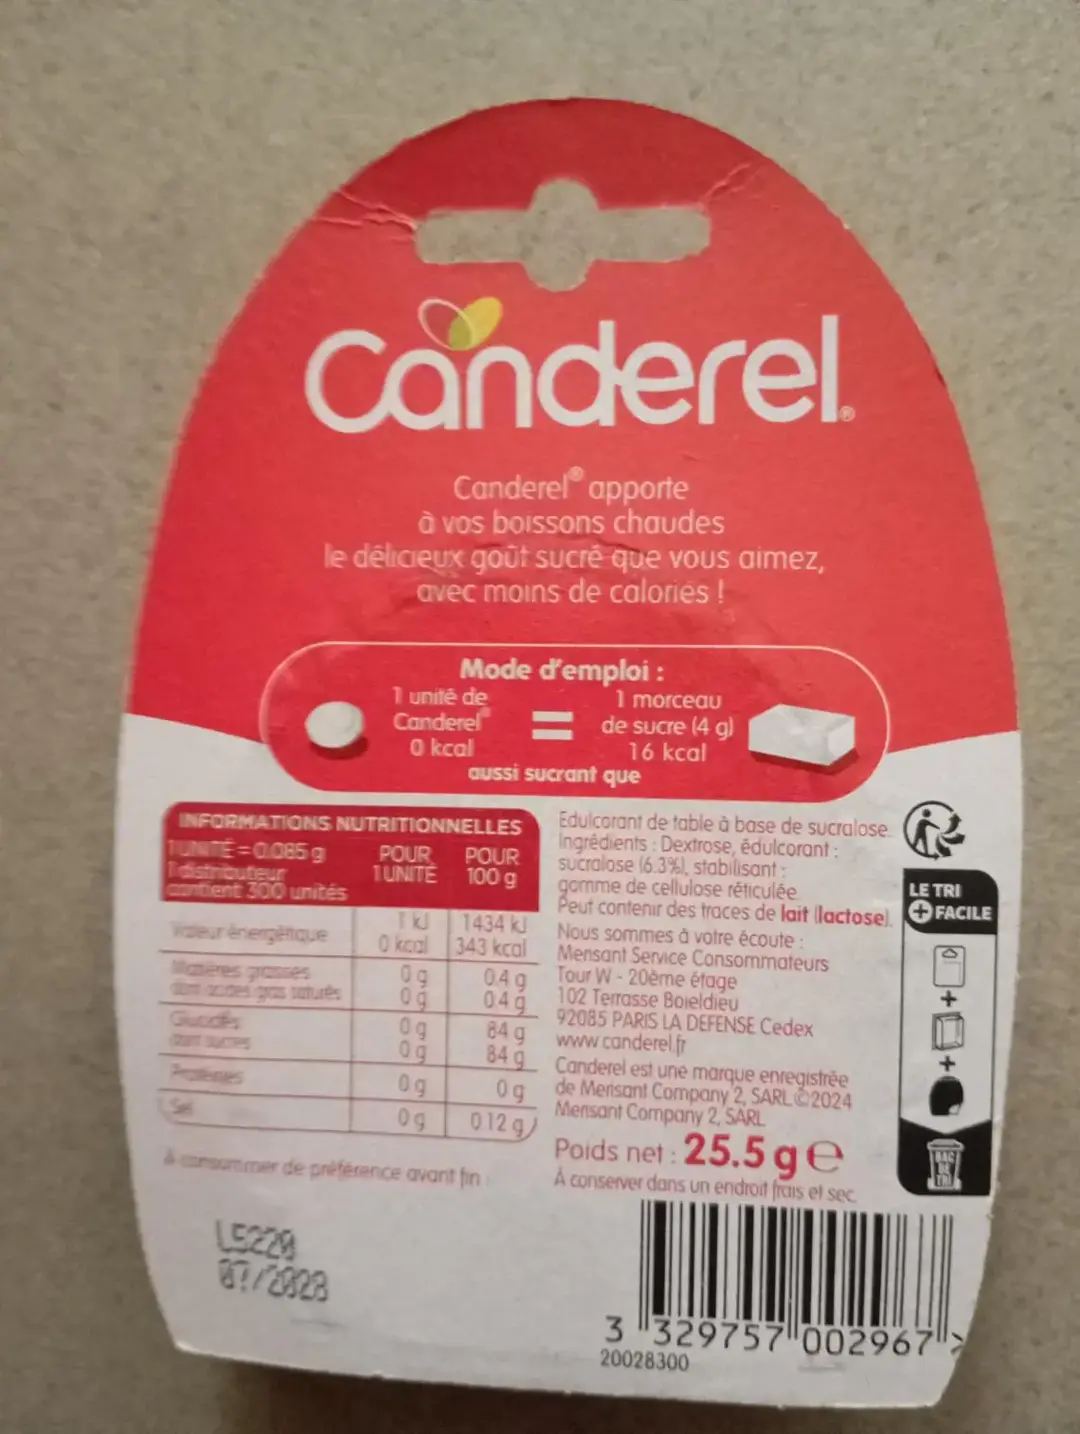 Canderel®
Canderel® apporte
à vos boissons chaudes
le délicieux goût sucré que vous aimez,
avec moins de calories !
Mode d'emploi :
1 unité de
Canderel®
0 kcal
=
1 morceau
de sucre (4 g)
16 kcal
aussi sucrant que
INFORMATIONS NUTRITIONNELLES
1 UNITÉ = 0.085 g
1 distributeur
contient 300 unités
POUR
1 UNITÉ
POUR
100 g
Valeur énergétique
1 kJ 1434 kJ
0 kcal 343 kcal
Matières grasses 0 g 0.4 g
dont acides gras saturés 0 g 0.4 g
Glucides 0 g 84 g
dont sucres 0 g 84 g
Protéines 0 g 0 g
Sel 0 g 0.12 g
À consommer de préférence avant fin :
L5220
07/2028
Edulcorant de table à base de sucralose.
Ingrédients : Dextrose, édulcorant :
sucralose (6.3%), stabilisant :
gomme de cellulose réticulée.
Peut contenir des traces de lait (lactose).
Nous sommes à votre écoute :
Merisant Service Consommateurs
Tour W - 20ème étage
102 Terrasse Boieldieu
92085 PARIS LA DEFENSE Cedex
www.canderel.fr
Canderel est une marque enregistrée
de Merisant Company 2, SARL ©2024
Merisant Company 2, SARL
Poids net : 25.5 g ℮
À conserver dans un endroit frais et sec.
LE TRI
+ FACILE
+
+
BAC
DE
TRI
3 329757 002967 >
20028300